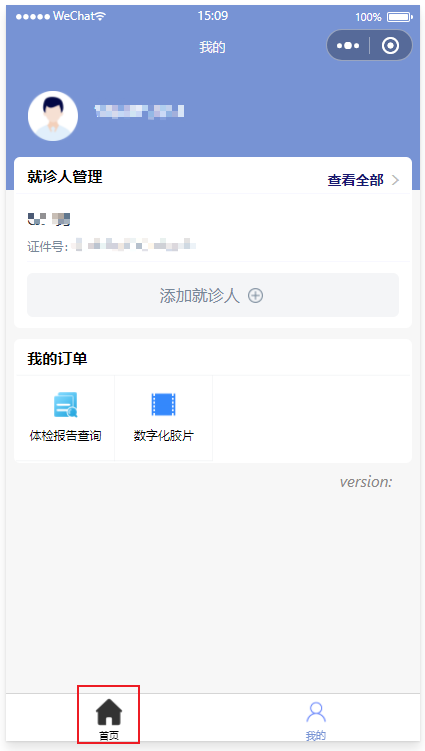 WeChat 15:09 100%
我的
就诊人管理 查看全部
证件号:
添加就诊人
我的订单
体检报告查询 数字化胶片
version:
首页 我的